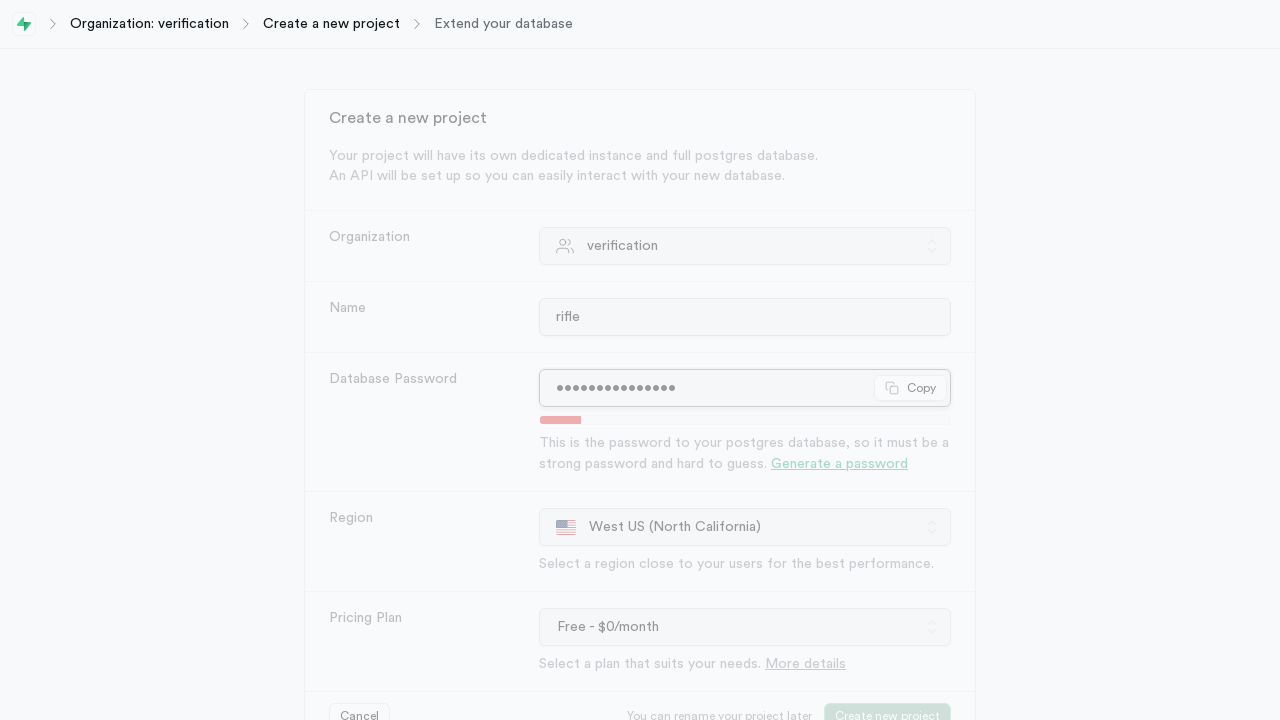 Organization: verification
Create a new project
Extend your database
Create a new project
Your project will have its own dedicated instance and full postgres database.
An API will be set up so you can easily interact with your new database.
Organization
verification
Name
rifle
Database Password
•••••••••••••••
Copy
This is the password to your postgres database, so it must be a
strong password and hard to guess. Generate a password
Region
West US (North California)
Select a region close to your users for the best performance.
Pricing Plan
Free - $0/month
Select a plan that suits your needs. More details
Cancel
You can rename your project later
Create new project